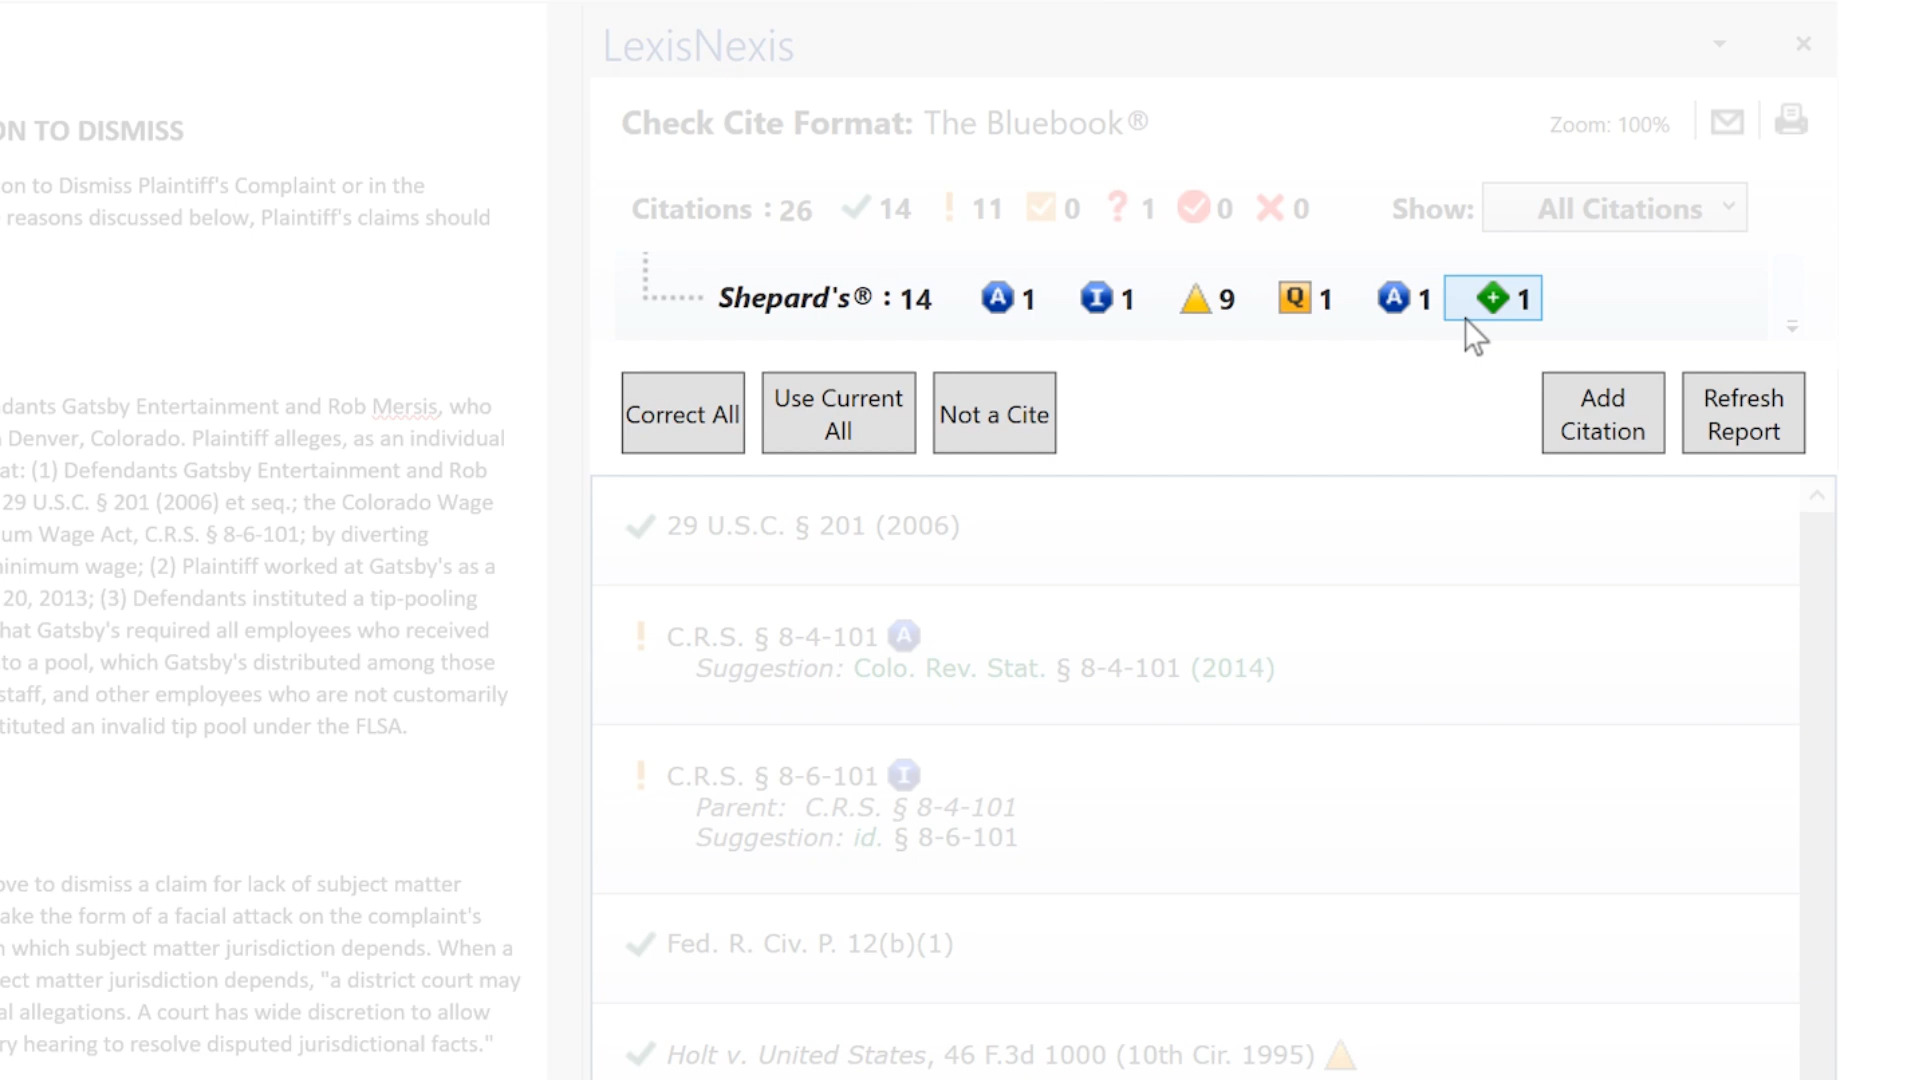 ON TO DISMISS
on to Dismiss Plaintiff's Complaint or in the
reasons discussed below, Plaintiff's claims should
dants Gatsby Entertainment and Rob Mersis, who
Denver, Colorado. Plaintiff alleges, as an individual
at: (1) Defendants Gatsby Entertainment and Rob
29 U.S.C. § 201 (2006) et seq.; the Colorado Wage
um Wage Act, C.R.S. § 8-6-101; by diverting
ninimum wage; (2) Plaintiff worked at Gatsby's as a
20, 2013; (3) Defendants instituted a tip-pooling
hat Gatsby's required all employees who received
to a pool, which Gatsby's distributed among those
staff, and other employees who are not customarily
tituted an invalid tip pool under the FLSA.
ove to dismiss a claim for lack of subject matter
ake the form of a facial attack on the complaint's
n which subject matter jurisdiction depends. When a
ect matter jurisdiction depends, "a district court may
al allegations. A court has wide discretion to allow
ry hearing to resolve disputed jurisdictional facts."
LexisNexis
Check Cite Format: The Bluebook®
Zoom: 100%
Citations : 26 14 ! 11 0 ? 1 0 0
Show: All Citations
Shepard's® : 14 A 1 I 1 9 Q 1 A 1 + 1
Correct All
Use Current
All
Not a Cite
Add
Citation
Refresh
Report
29 U.S.C. § 201 (2006)
! C.R.S. § 8-4-101 A
Suggestion: Colo. Rev. Stat. § 8-4-101 (2014)
! C.R.S. § 8-6-101 I
Parent: C.R.S. § 8-4-101
Suggestion: id. § 8-6-101
Fed. R. Civ. P. 12(b)(1)
Holt v. United States, 46 F.3d 1000 (10th Cir. 1995)